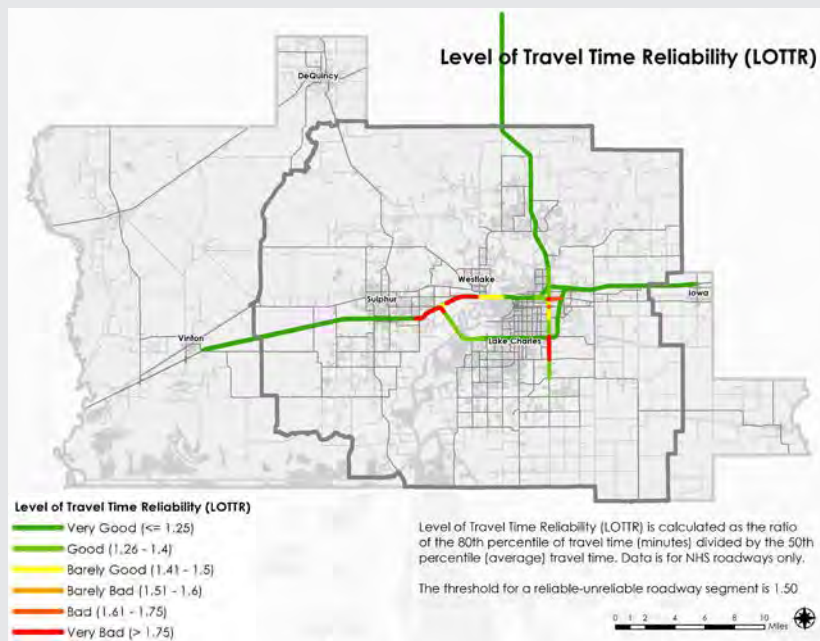 Level of Travel Time Reliability (LOTTR)
DeQuincy
Westlake
Iowa
Sulphur
Vinton
Lake Charles
Level of Travel Time Reliability (LOTTR)
Very Good (<= 1.25)
Good (1.26 - 1.4)
Barely Good (1.41 - 1.5)
Barely Bad (1.51 - 1.6)
Bad (1.61 - 1.75)
Very Bad (> 1.75)
Level of Travel Time Reliability (LOTTR) is calculated as the ratio
of the 80th percentile of travel time (minutes) divided by the 50th
percentile (average) travel time. Data is for NHS roadways only.
The threshold for a reliable-unreliable roadway segment is 1.50
0 1 2 4 6 8 10
Miles